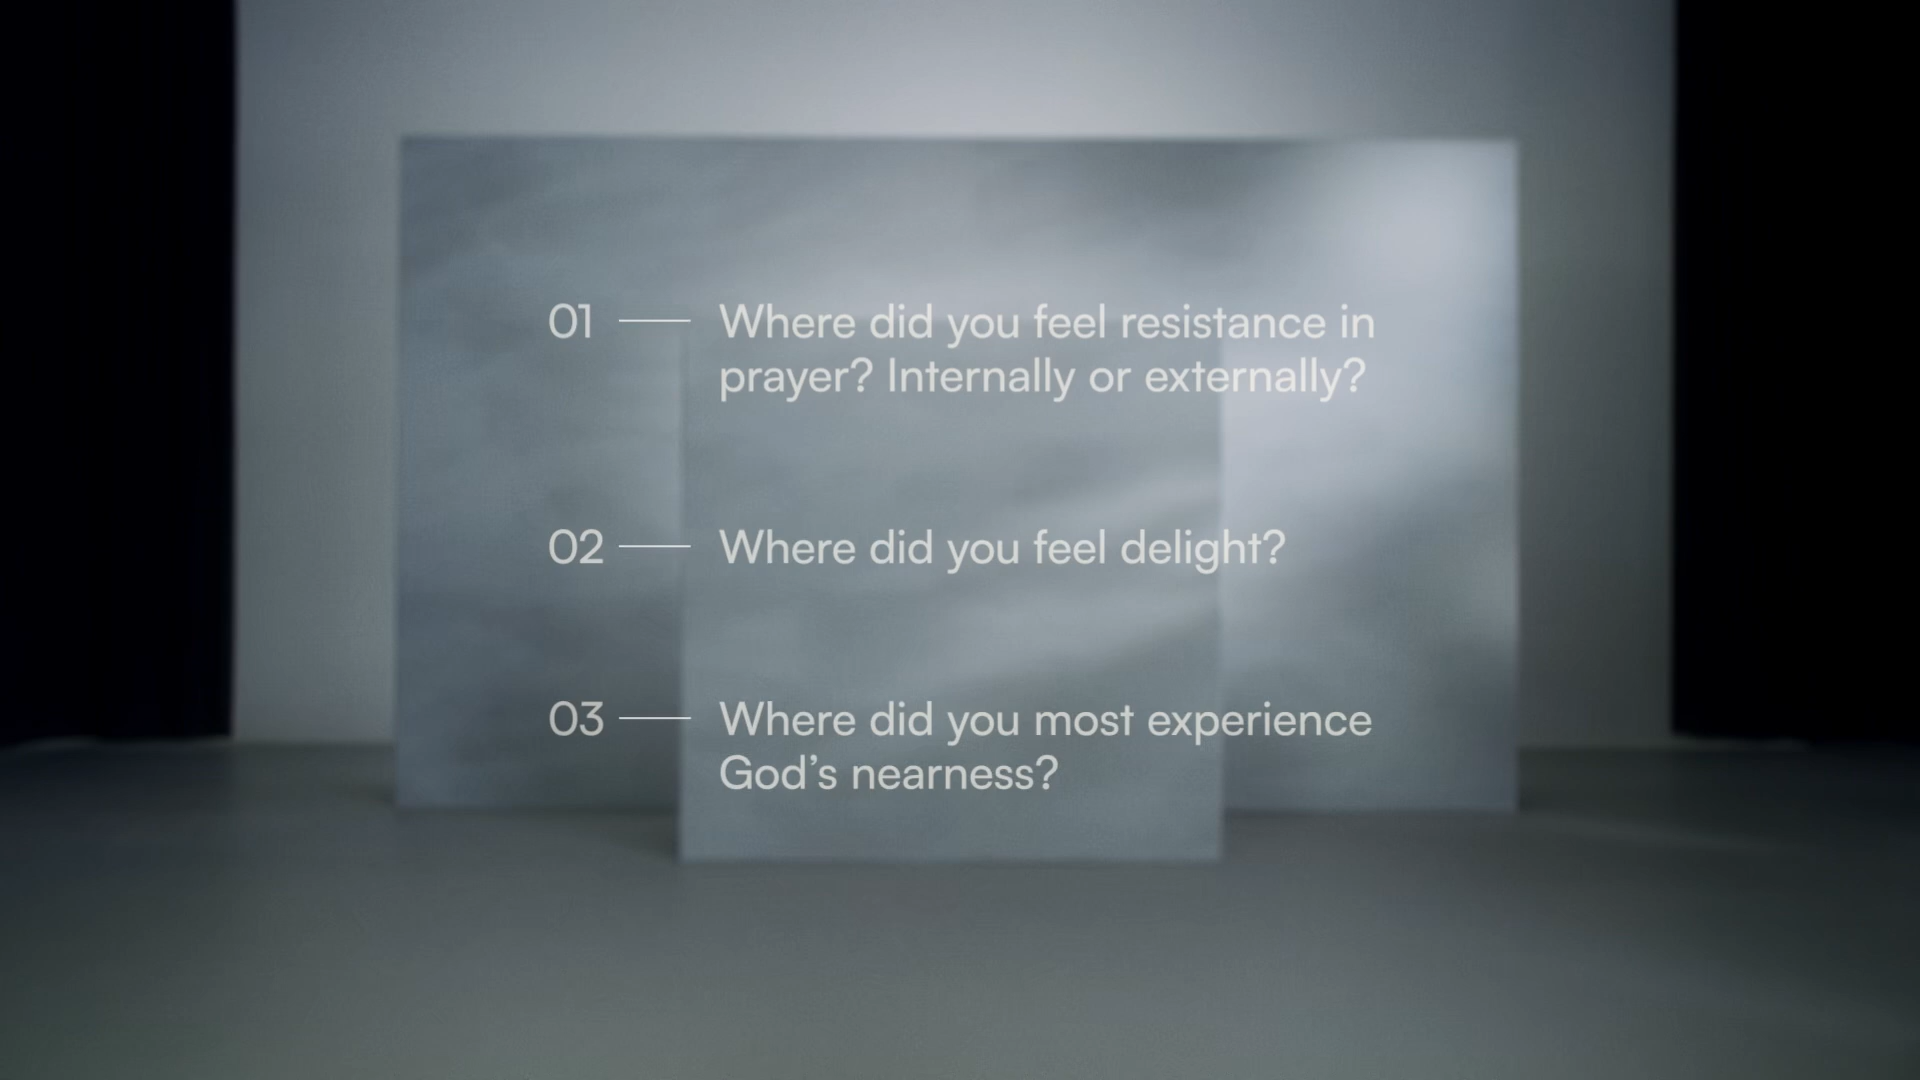 01 Where did you feel resistance in
prayer? Internally or externally?
02 Where did you feel delight?
03 Where did you most experience
God’s nearness?